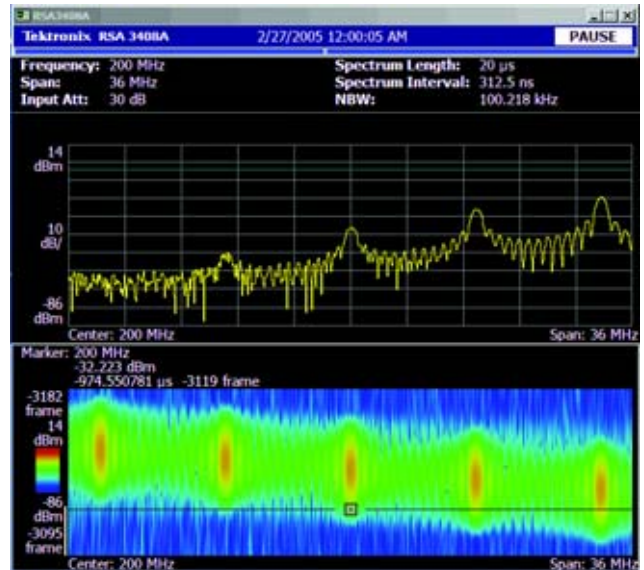 RSA3408A
Tektronix RSA 3408A 2/27/2005 12:00:05 AM PAUSE
Frequency: 200 MHz Spectrum Length: 20 µs
Span: 36 MHz Spectrum Interval: 312.5 ns
Input Att: 30 dB NBW: 100.218 kHz
14
dBm
10
dB/
-86
dBm
Center: 200 MHz Span: 36 MHz
Marker: 200 MHz
-32.223 dBm
-974.550781 µs -3119 frame
-3182
frame
14
dBm
-86
dBm
-3095
frame
Center: 200 MHz Span: 36 MHz